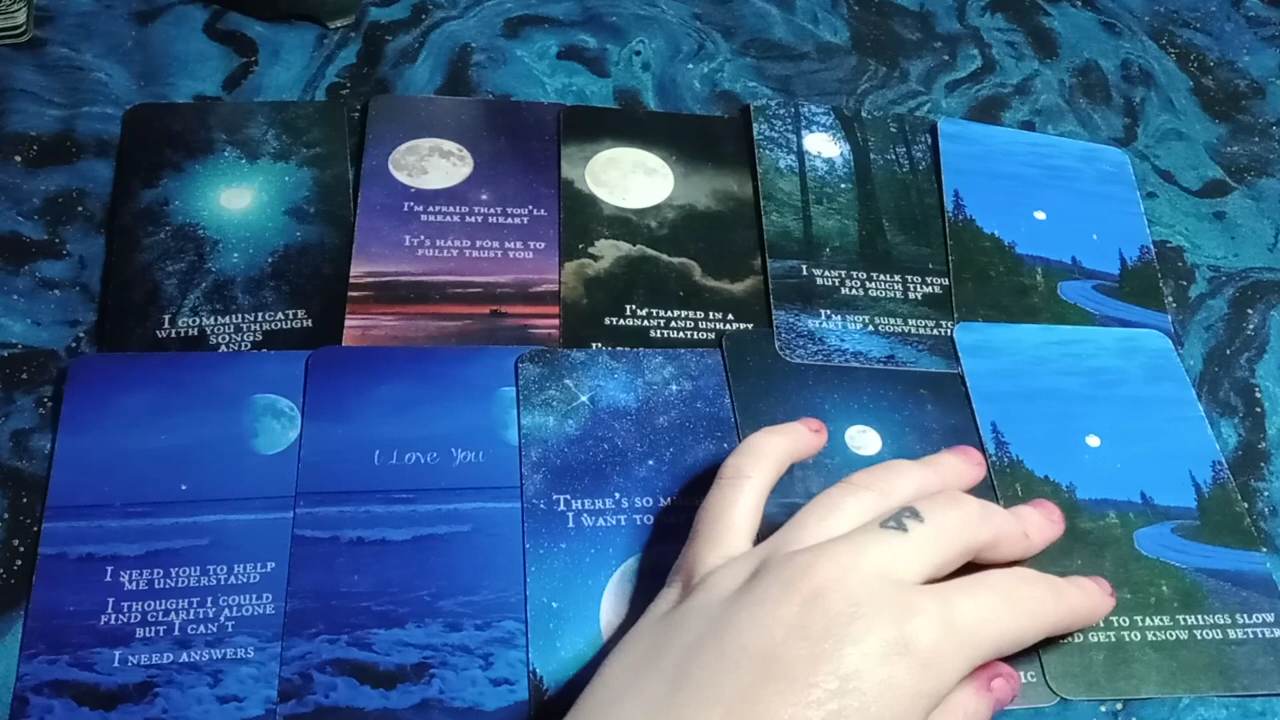 I COMMUNICATE
WITH YOU THROUGH
SONGS
AND
I'M AFRAID THAT YOU'LL
BREAK MY HEART
IT'S HARD FOR ME TO
FULLY TRUST YOU
I'M TRAPPED IN A
STAGNANT AND UNHAPPY
SITUATION
I WANT TO TALK TO YOU
BUT SO MUCH TIME
HAS GONE BY
I'M NOT SURE HOW TO
START UP A
I NEED YOU TO HELP
ME UNDERSTAND
I THOUGHT I COULD
FIND CLARITY ALONE
BUT I CAN'T
I NEED ANSWERS
I Love You
THERE'S SO
I WANT TO
TO TAKE THINGS SLOW
GET TO KNOW YOU BETTER